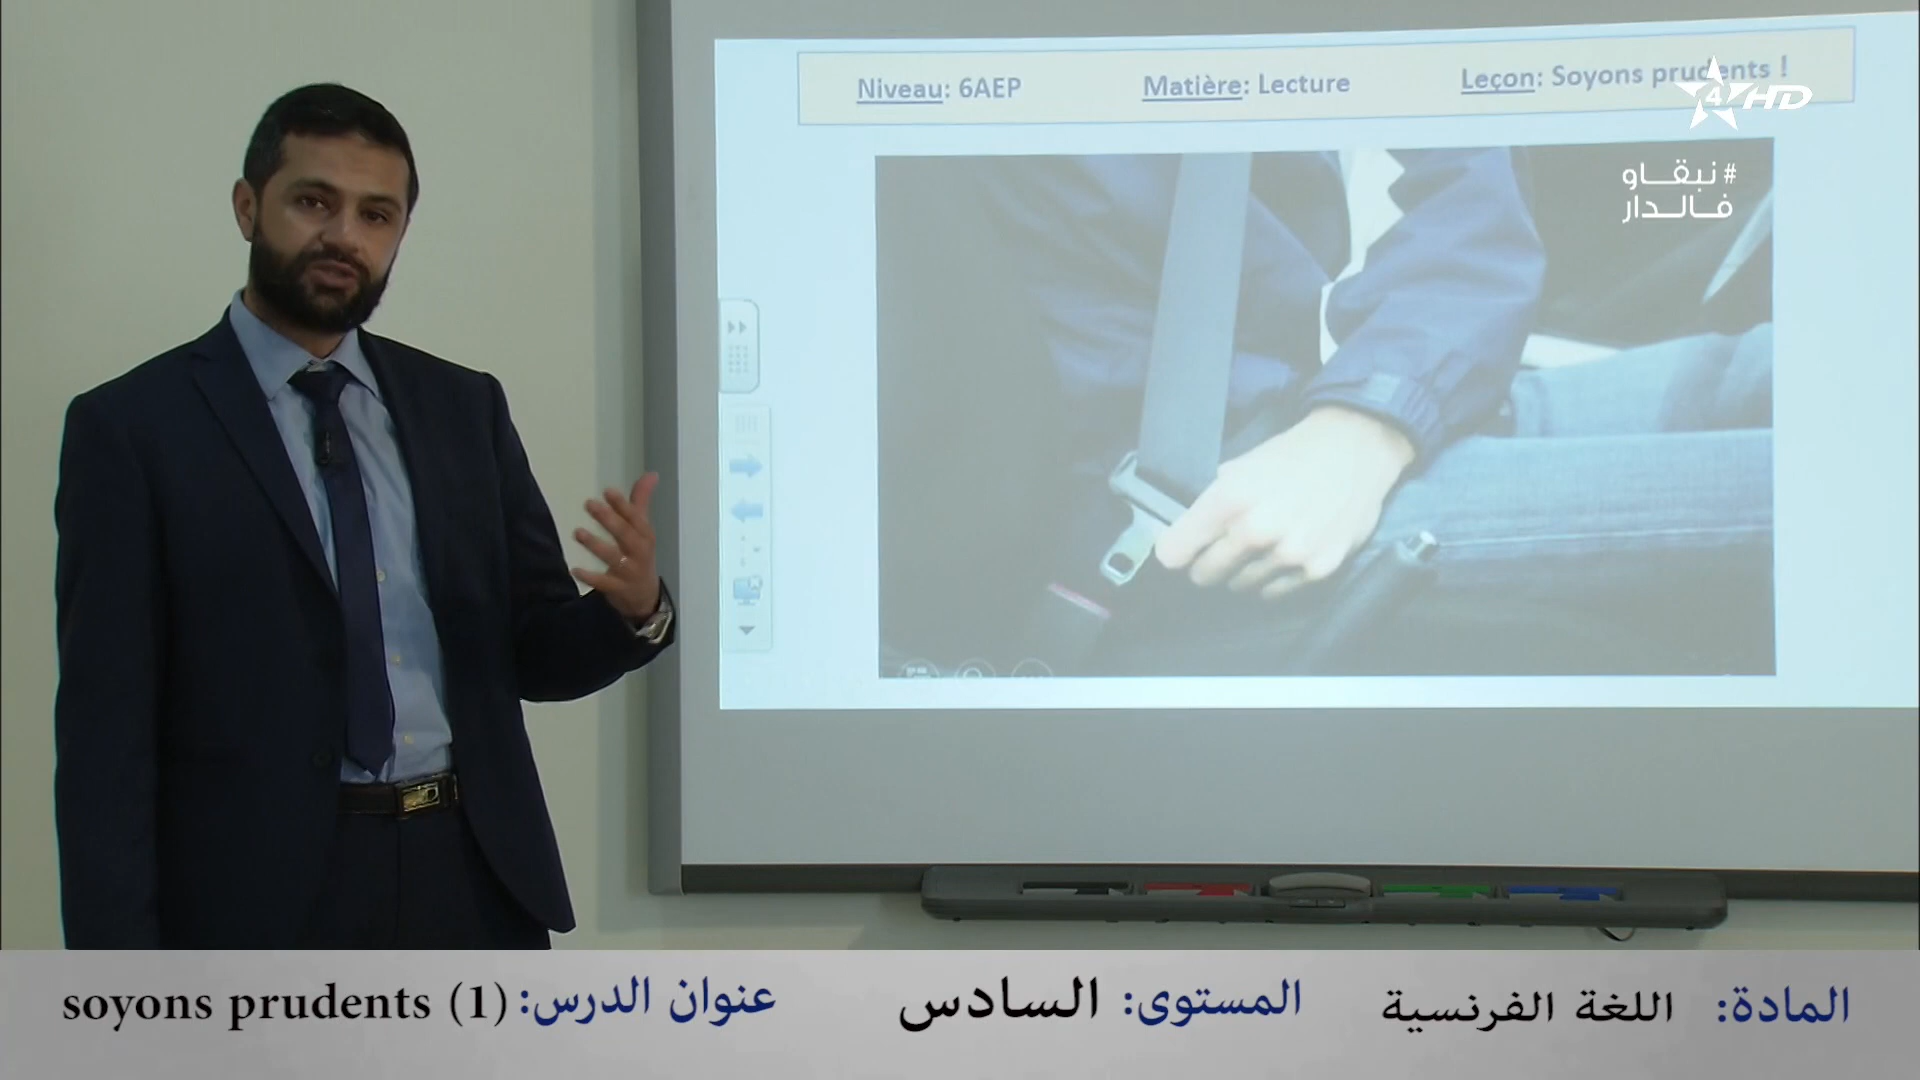 Niveau: 6AEP Matière: Lecture Leçon: Soyons prudents !
4 HD
#نبقاو
فالدار
المادة: اللغة الفرنسية المستوى: السادس عنوان الدرس: soyons prudents (1)